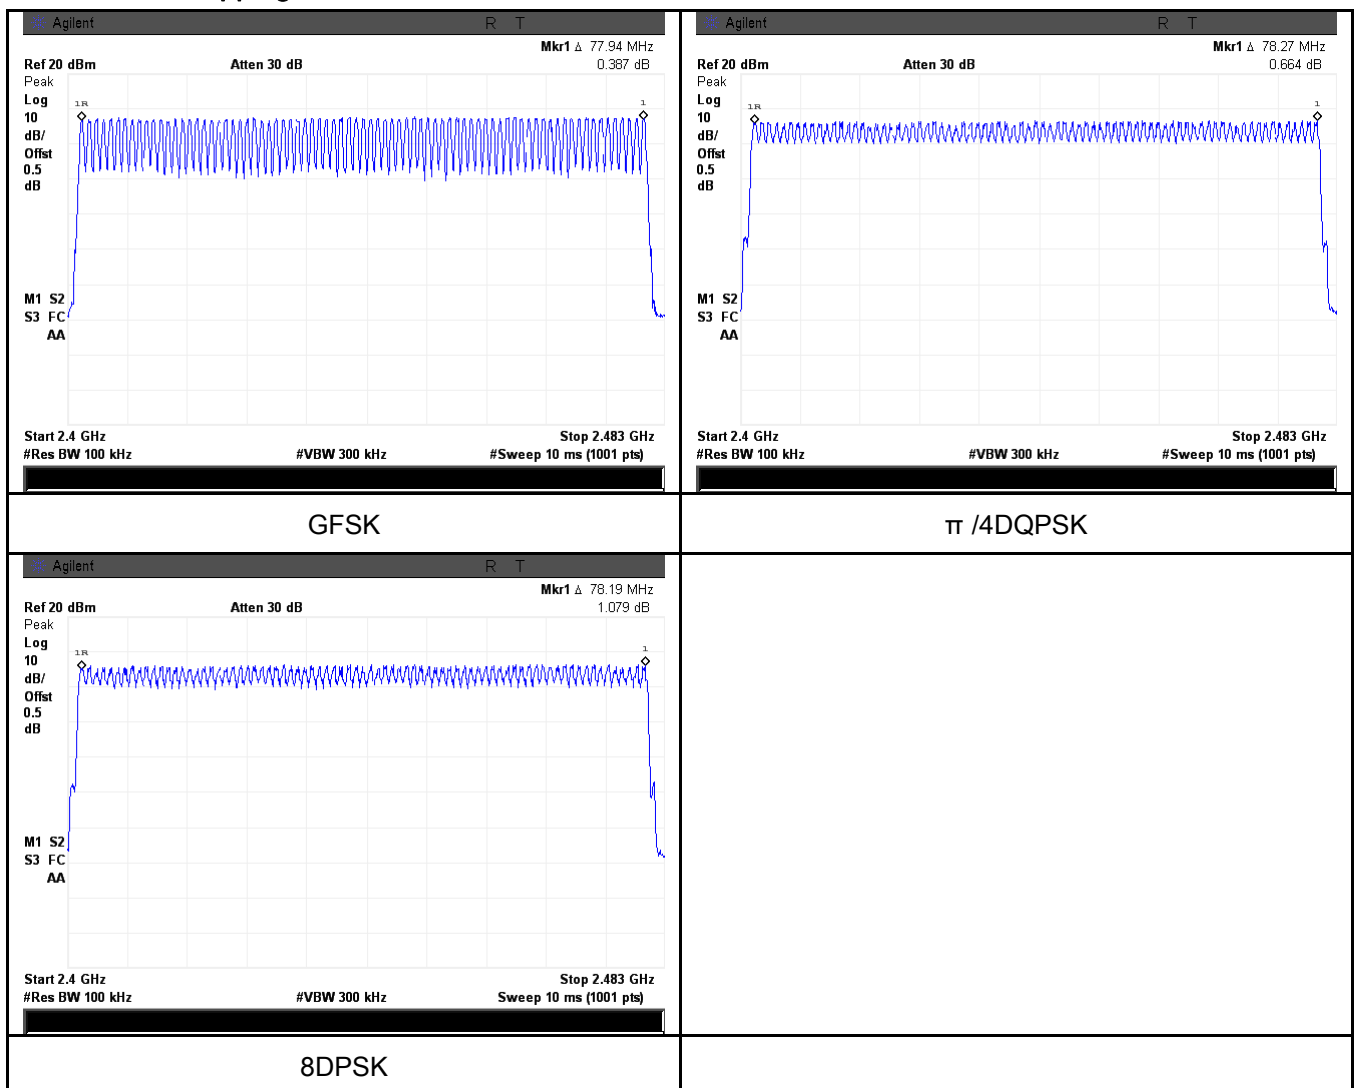 Agilent R T
Mkr1 Δ 77.94 MHz
Ref 20 dBm Atten 30 dB 0.387 dB
Peak
Log
10
dB/
Offst
0.5
dB
1R 1
M1 S2
S3 FC
AA
Start 2.4 GHz Stop 2.483 GHz
#Res BW 100 kHz #VBW 300 kHz #Sweep 10 ms (1001 pts)
GFSK
Agilent R T
Mkr1 Δ 78.27 MHz
Ref 20 dBm Atten 30 dB 0.664 dB
Peak
Log
10
dB/
Offst
0.5
dB
1R 1
M1 S2
S3 FC
AA
Start 2.4 GHz Stop 2.483 GHz
#Res BW 100 kHz #VBW 300 kHz #Sweep 10 ms (1001 pts)
π /4DQPSK
Agilent R T
Mkr1 Δ 78.19 MHz
Ref 20 dBm Atten 30 dB 1.079 dB
Peak
Log
10
dB/
Offst
0.5
dB
1R 1
M1 S2
S3 FC
AA
Start 2.4 GHz Stop 2.483 GHz
#Res BW 100 kHz #VBW 300 kHz Sweep 10 ms (1001 pts)
8DPSK